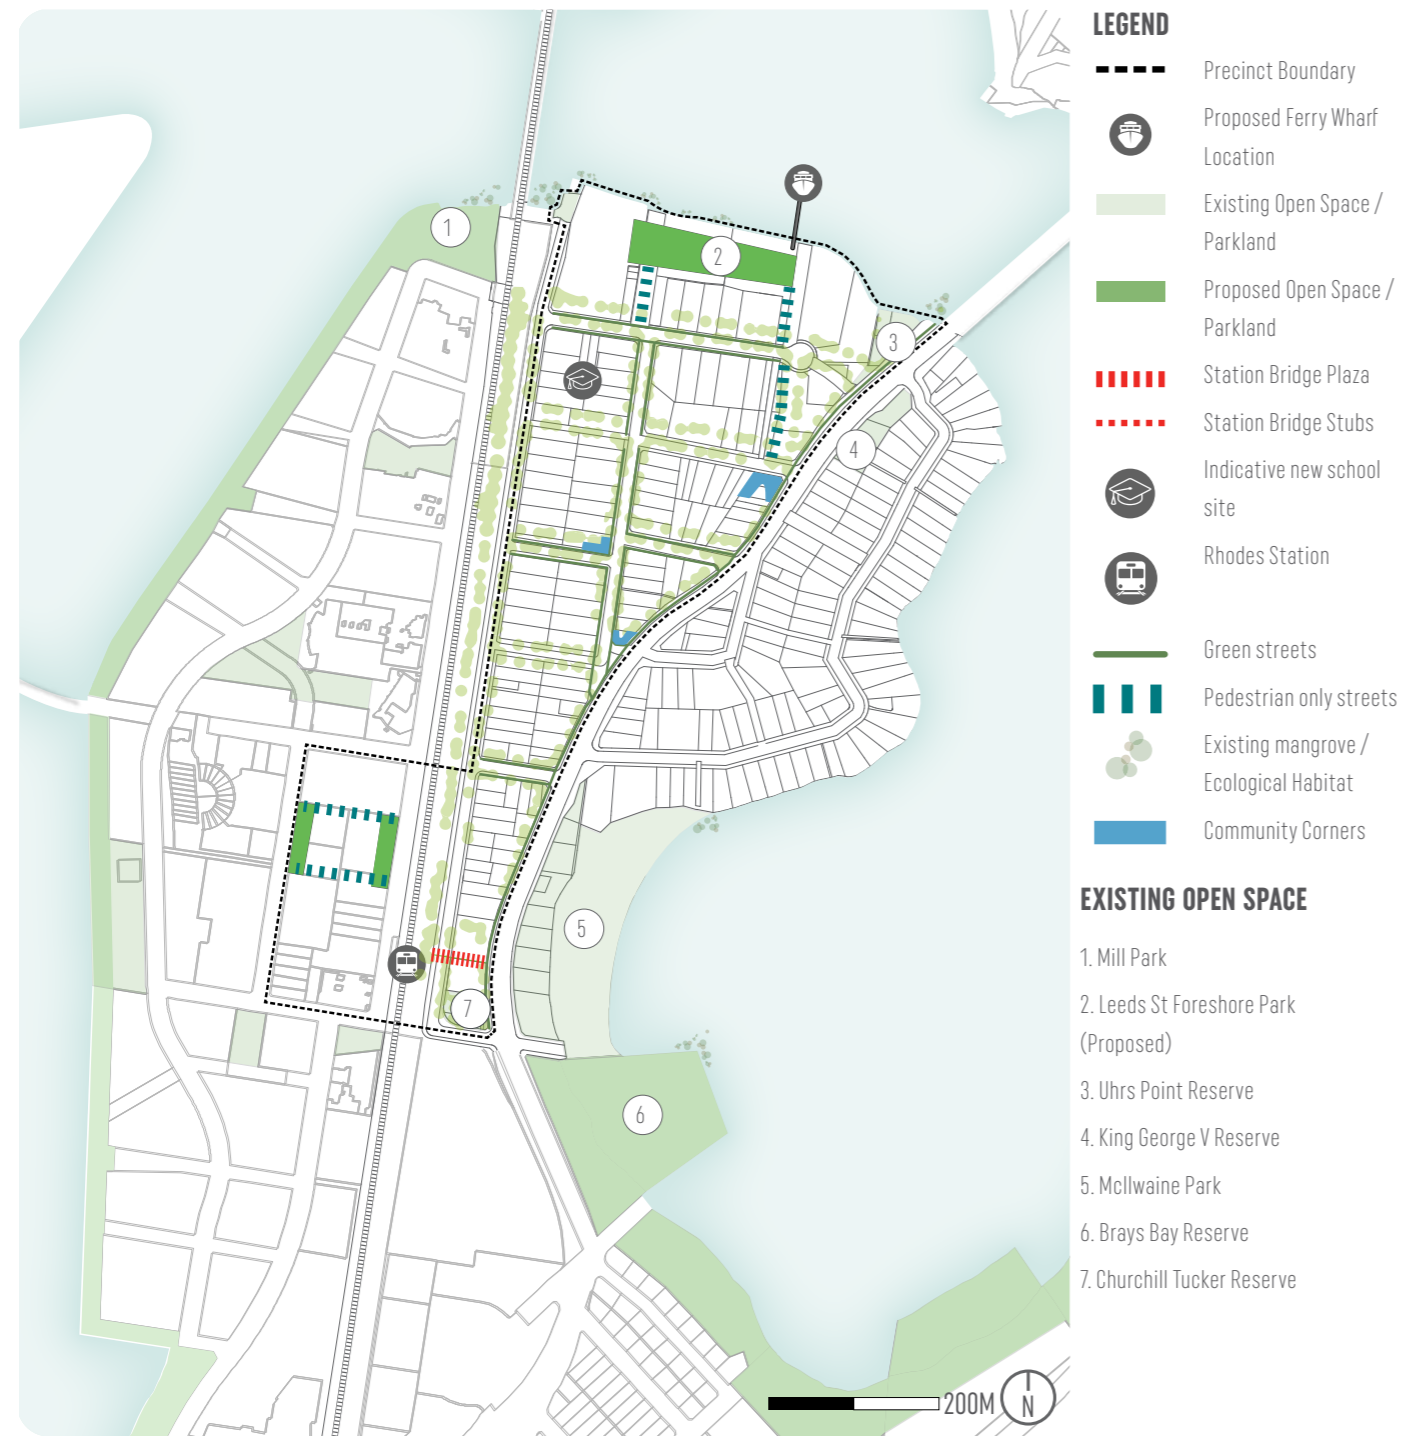 1
2
3
4
5
6
7
200M
N
LEGEND
Precinct Boundary
Proposed Ferry Wharf
Location
Existing Open Space /
Parkland
Proposed Open Space /
Parkland
Station Bridge Plaza
Station Bridge Stubs
Indicative new school
site
Rhodes Station
Green streets
Pedestrian only streets
Existing mangrove /
Ecological Habitat
Community Corners
EXISTING OPEN SPACE
1. Mill Park
2. Leeds St Foreshore Park
(Proposed)
3. Uhrs Point Reserve
4. King George V Reserve
5. McIlwaine Park
6. Brays Bay Reserve
7. Churchill Tucker Reserve